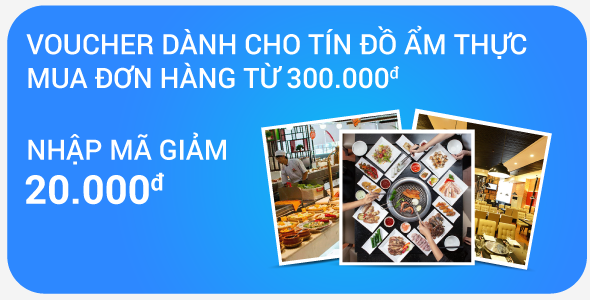 VOUCHER DÀNH CHO TÍN ĐỒ ẨM THỰC
MUA ĐƠN HÀNG TỪ 300.000đ
NHẬP MÃ GIẢM
20.000đ